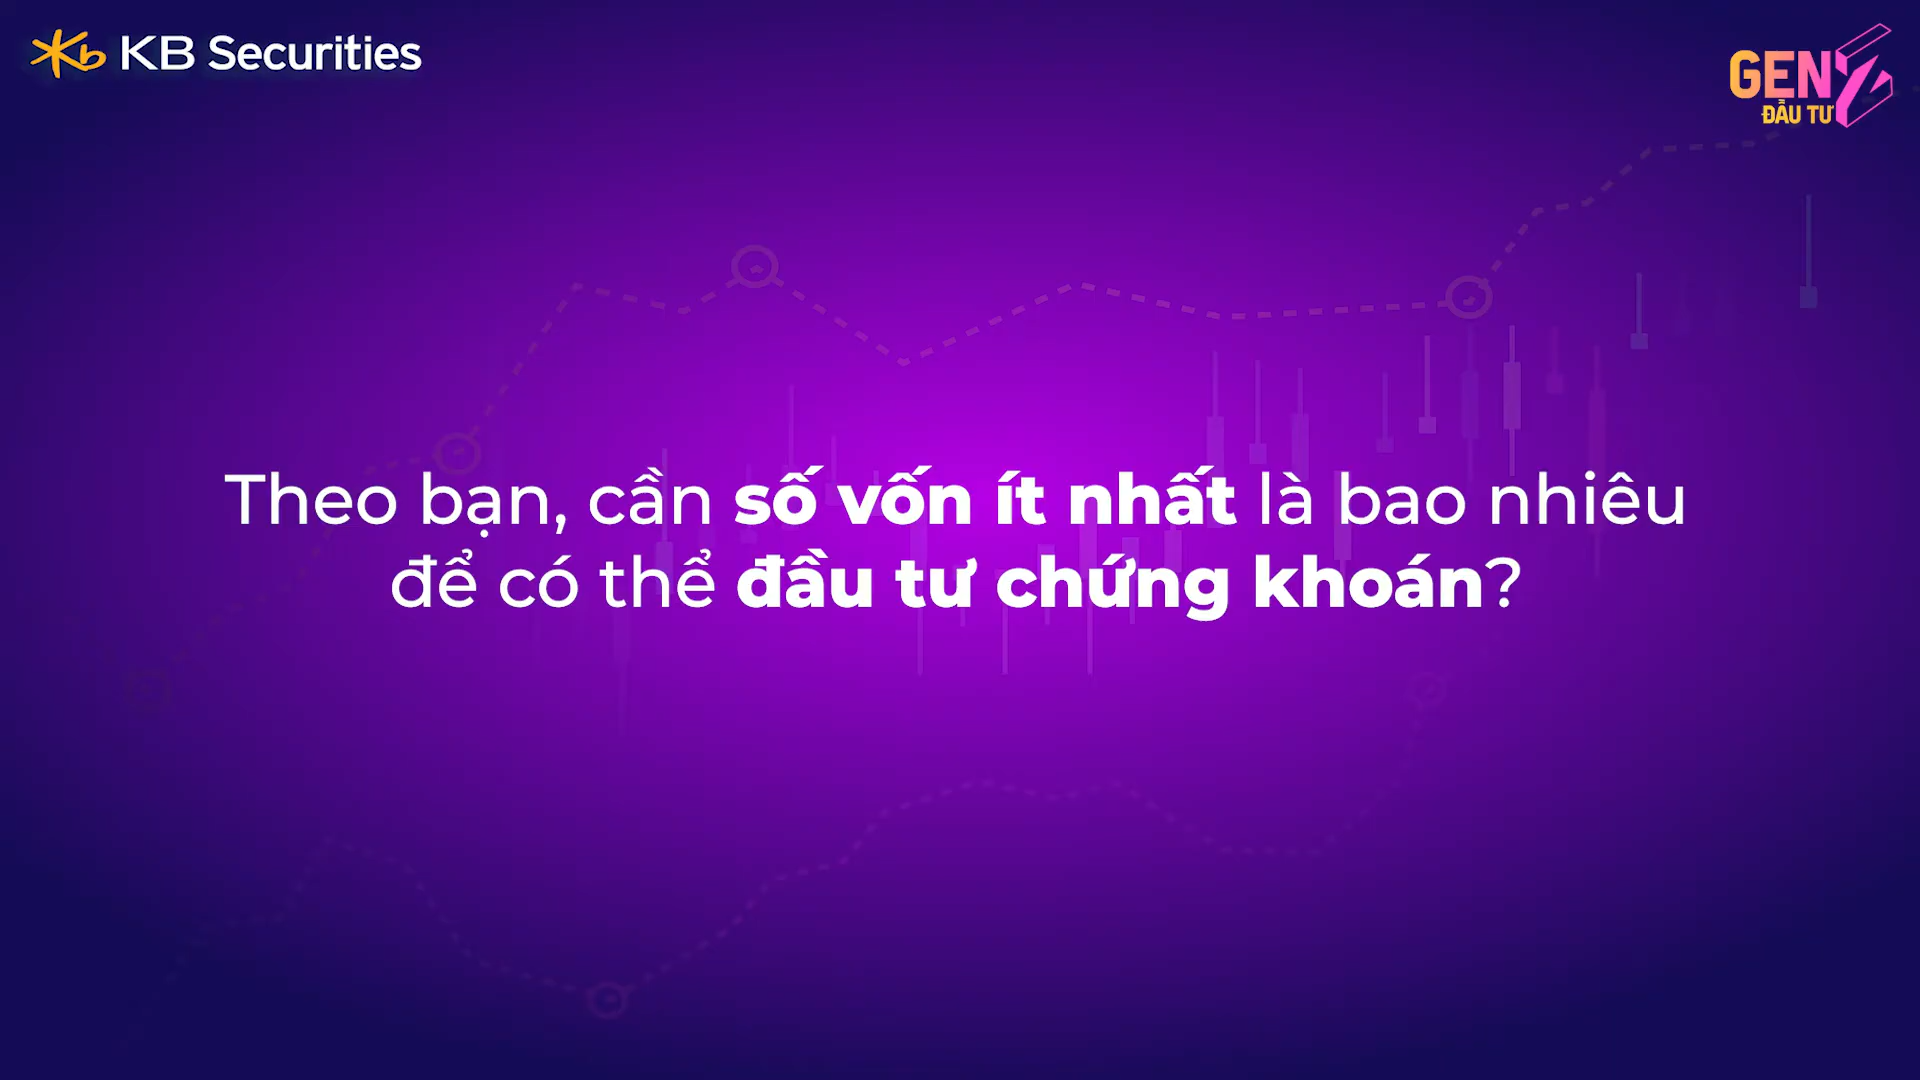 KB Securities
GEN Z
ĐẦU TƯ
Theo bạn, cần số vốn ít nhất là bao nhiêu
để có thể đầu tư chứng khoán?